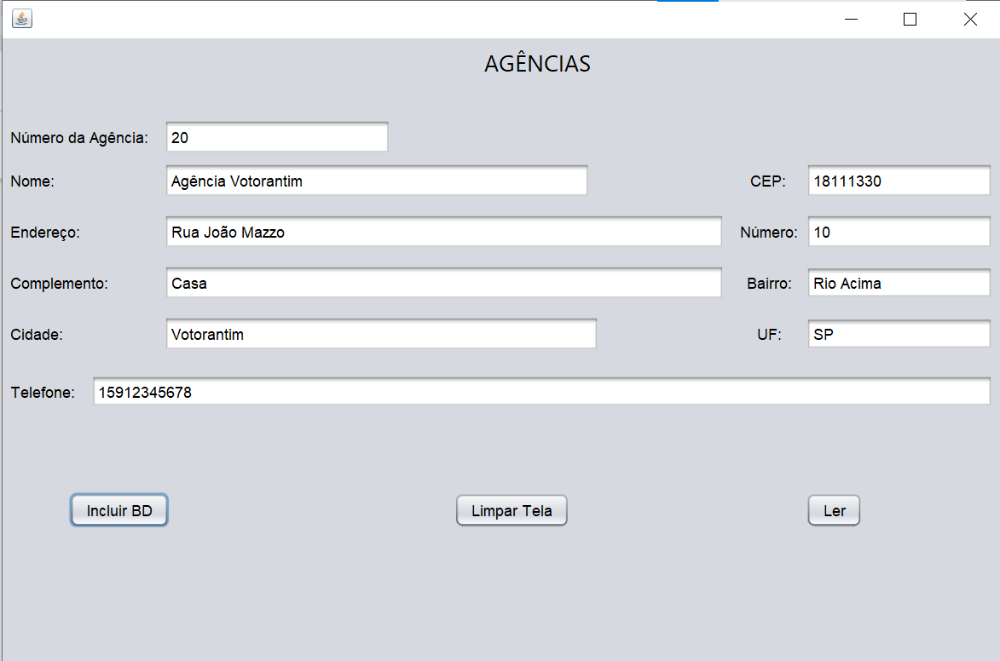 AGÊNCIAS
Número da Agência: 20
Nome: Agência Votorantim CEP: 18111330
Endereço: Rua João Mazzo Número: 10
Complemento: Casa Bairro: Rio Acima
Cidade: Votorantim UF: SP
Telefone: 15912345678
Incluir BD Limpar Tela Ler